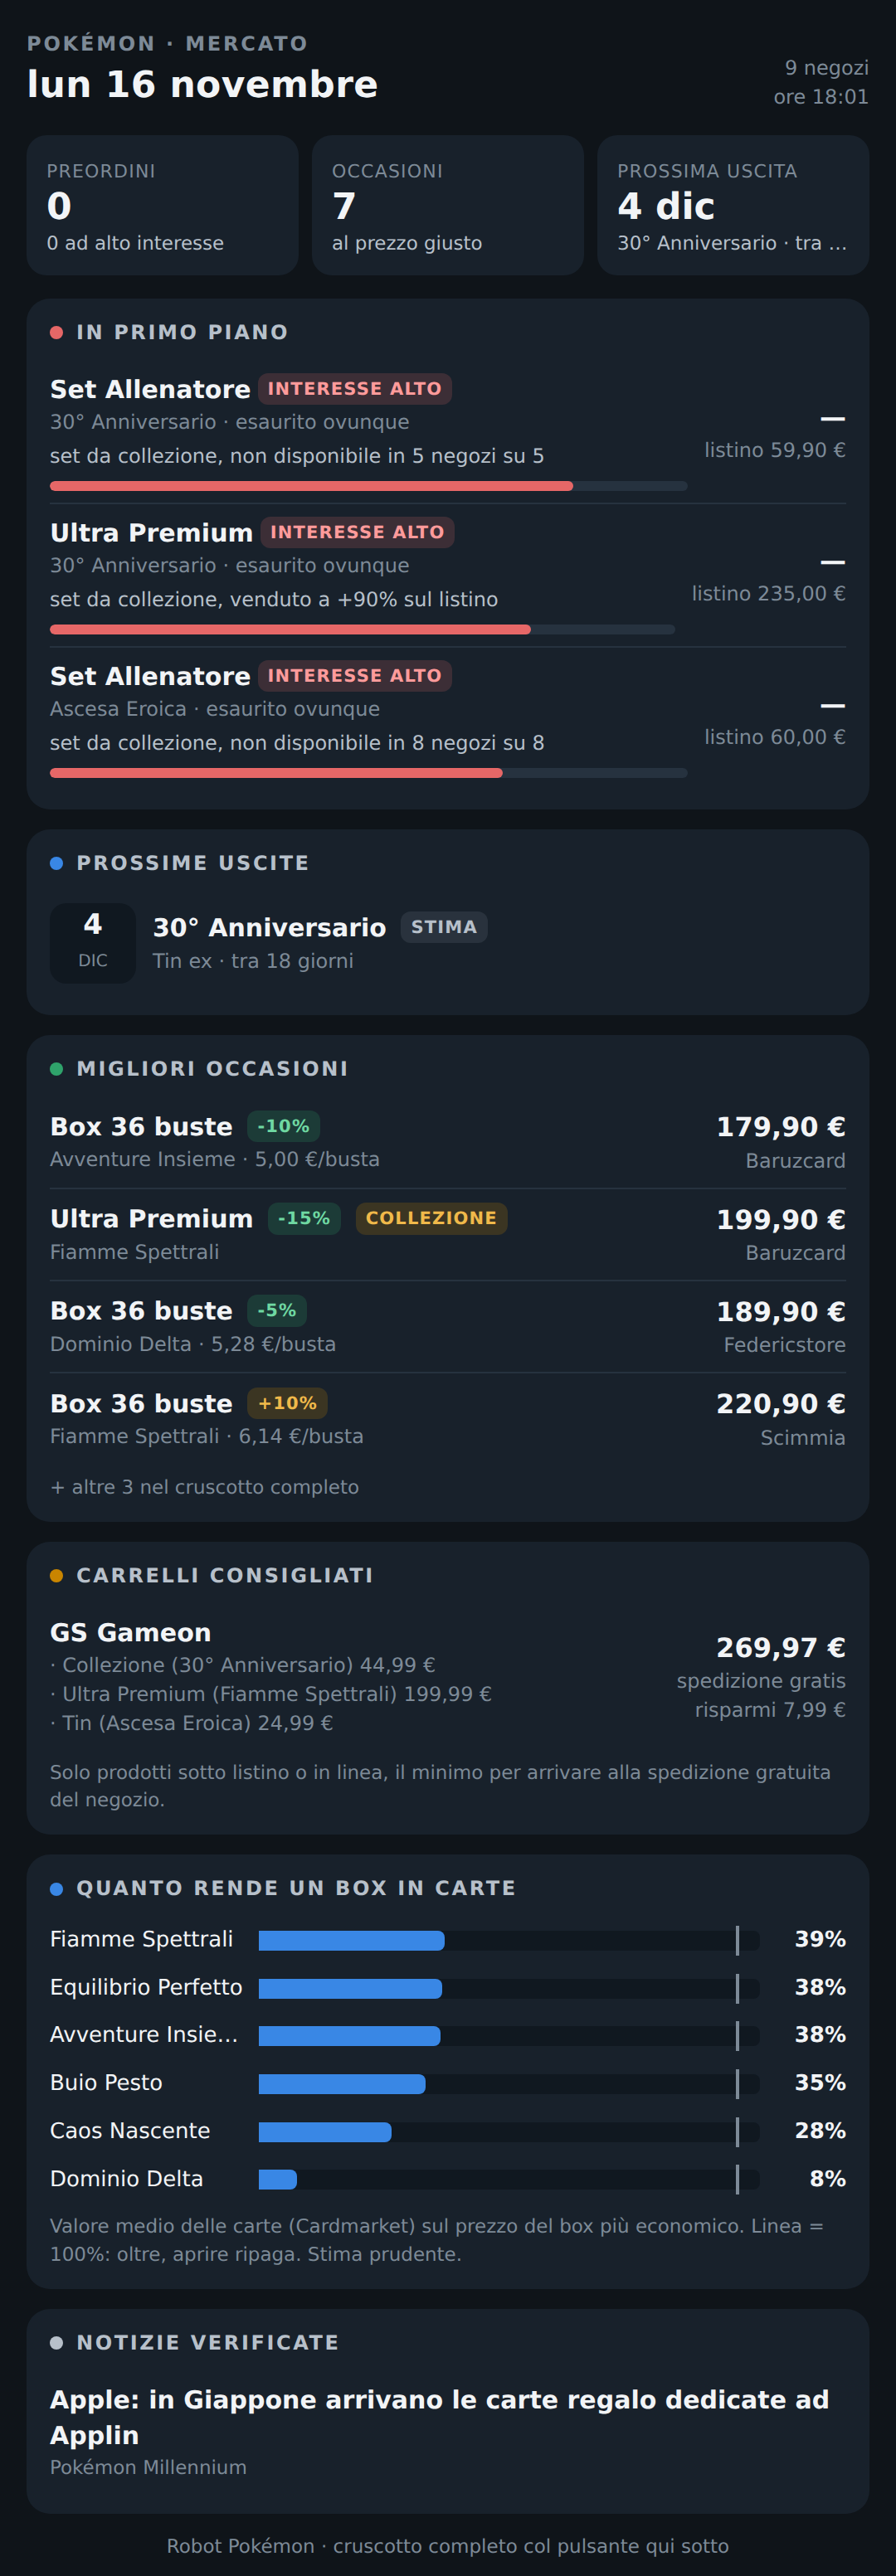 POKÉMON · MERCATO
lun 16 novembre
9 negozi
ore 18:01
PREORDINI
0
0 ad alto interesse
OCCASIONI
7
al prezzo giusto
PROSSIMA USCITA
4 dic
30° Anniversario · tra ...
IN PRIMO PIANO
Set Allenatore INTERESSE ALTO
30° Anniversario · esaurito ovunque
set da collezione, non disponibile in 5 negozi su 5
—
listino 59,90 €
Ultra Premium INTERESSE ALTO
30° Anniversario · esaurito ovunque
set da collezione, venduto a +90% sul listino
—
listino 235,00 €
Set Allenatore INTERESSE ALTO
Ascesa Eroica · esaurito ovunque
set da collezione, non disponibile in 8 negozi su 8
—
listino 60,00 €
PROSSIME USCITE
4
DIC
30° Anniversario STIMA
Tin ex · tra 18 giorni
MIGLIORI OCCASIONI
Box 36 buste -10%
Avventure Insieme · 5,00 €/busta
179,90 €
Baruzcard
Ultra Premium -15% COLLEZIONE
Fiamme Spettrali
199,90 €
Baruzcard
Box 36 buste -5%
Dominio Delta · 5,28 €/busta
189,90 €
Federicstore
Box 36 buste +10%
Fiamme Spettrali · 6,14 €/busta
220,90 €
Scimmia
+ altre 3 nel cruscotto completo
CARRELLI CONSIGLIATI
GS Gameon
· Collezione (30° Anniversario) 44,99 €
· Ultra Premium (Fiamme Spettrali) 199,99 €
· Tin (Ascesa Eroica) 24,99 €
269,97 €
spedizione gratis
risparmi 7,99 €
Solo prodotti sotto listino o in linea, il minimo per arrivare alla spedizione gratuita
del negozio.
QUANTO RENDE UN BOX IN CARTE
Fiamme Spettrali 39%
Equilibrio Perfetto 38%
Avventure Insie... 38%
Buio Pesto 35%
Caos Nascente 28%
Dominio Delta 8%
Valore medio delle carte (Cardmarket) sul prezzo del box più economico. Linea =
100%: oltre, aprire ripaga. Stima prudente.
NOTIZIE VERIFICATE
Apple: in Giappone arrivano le carte regalo dedicate ad
Applin
Pokémon Millennium
Robot Pokémon · cruscotto completo col pulsante qui sotto